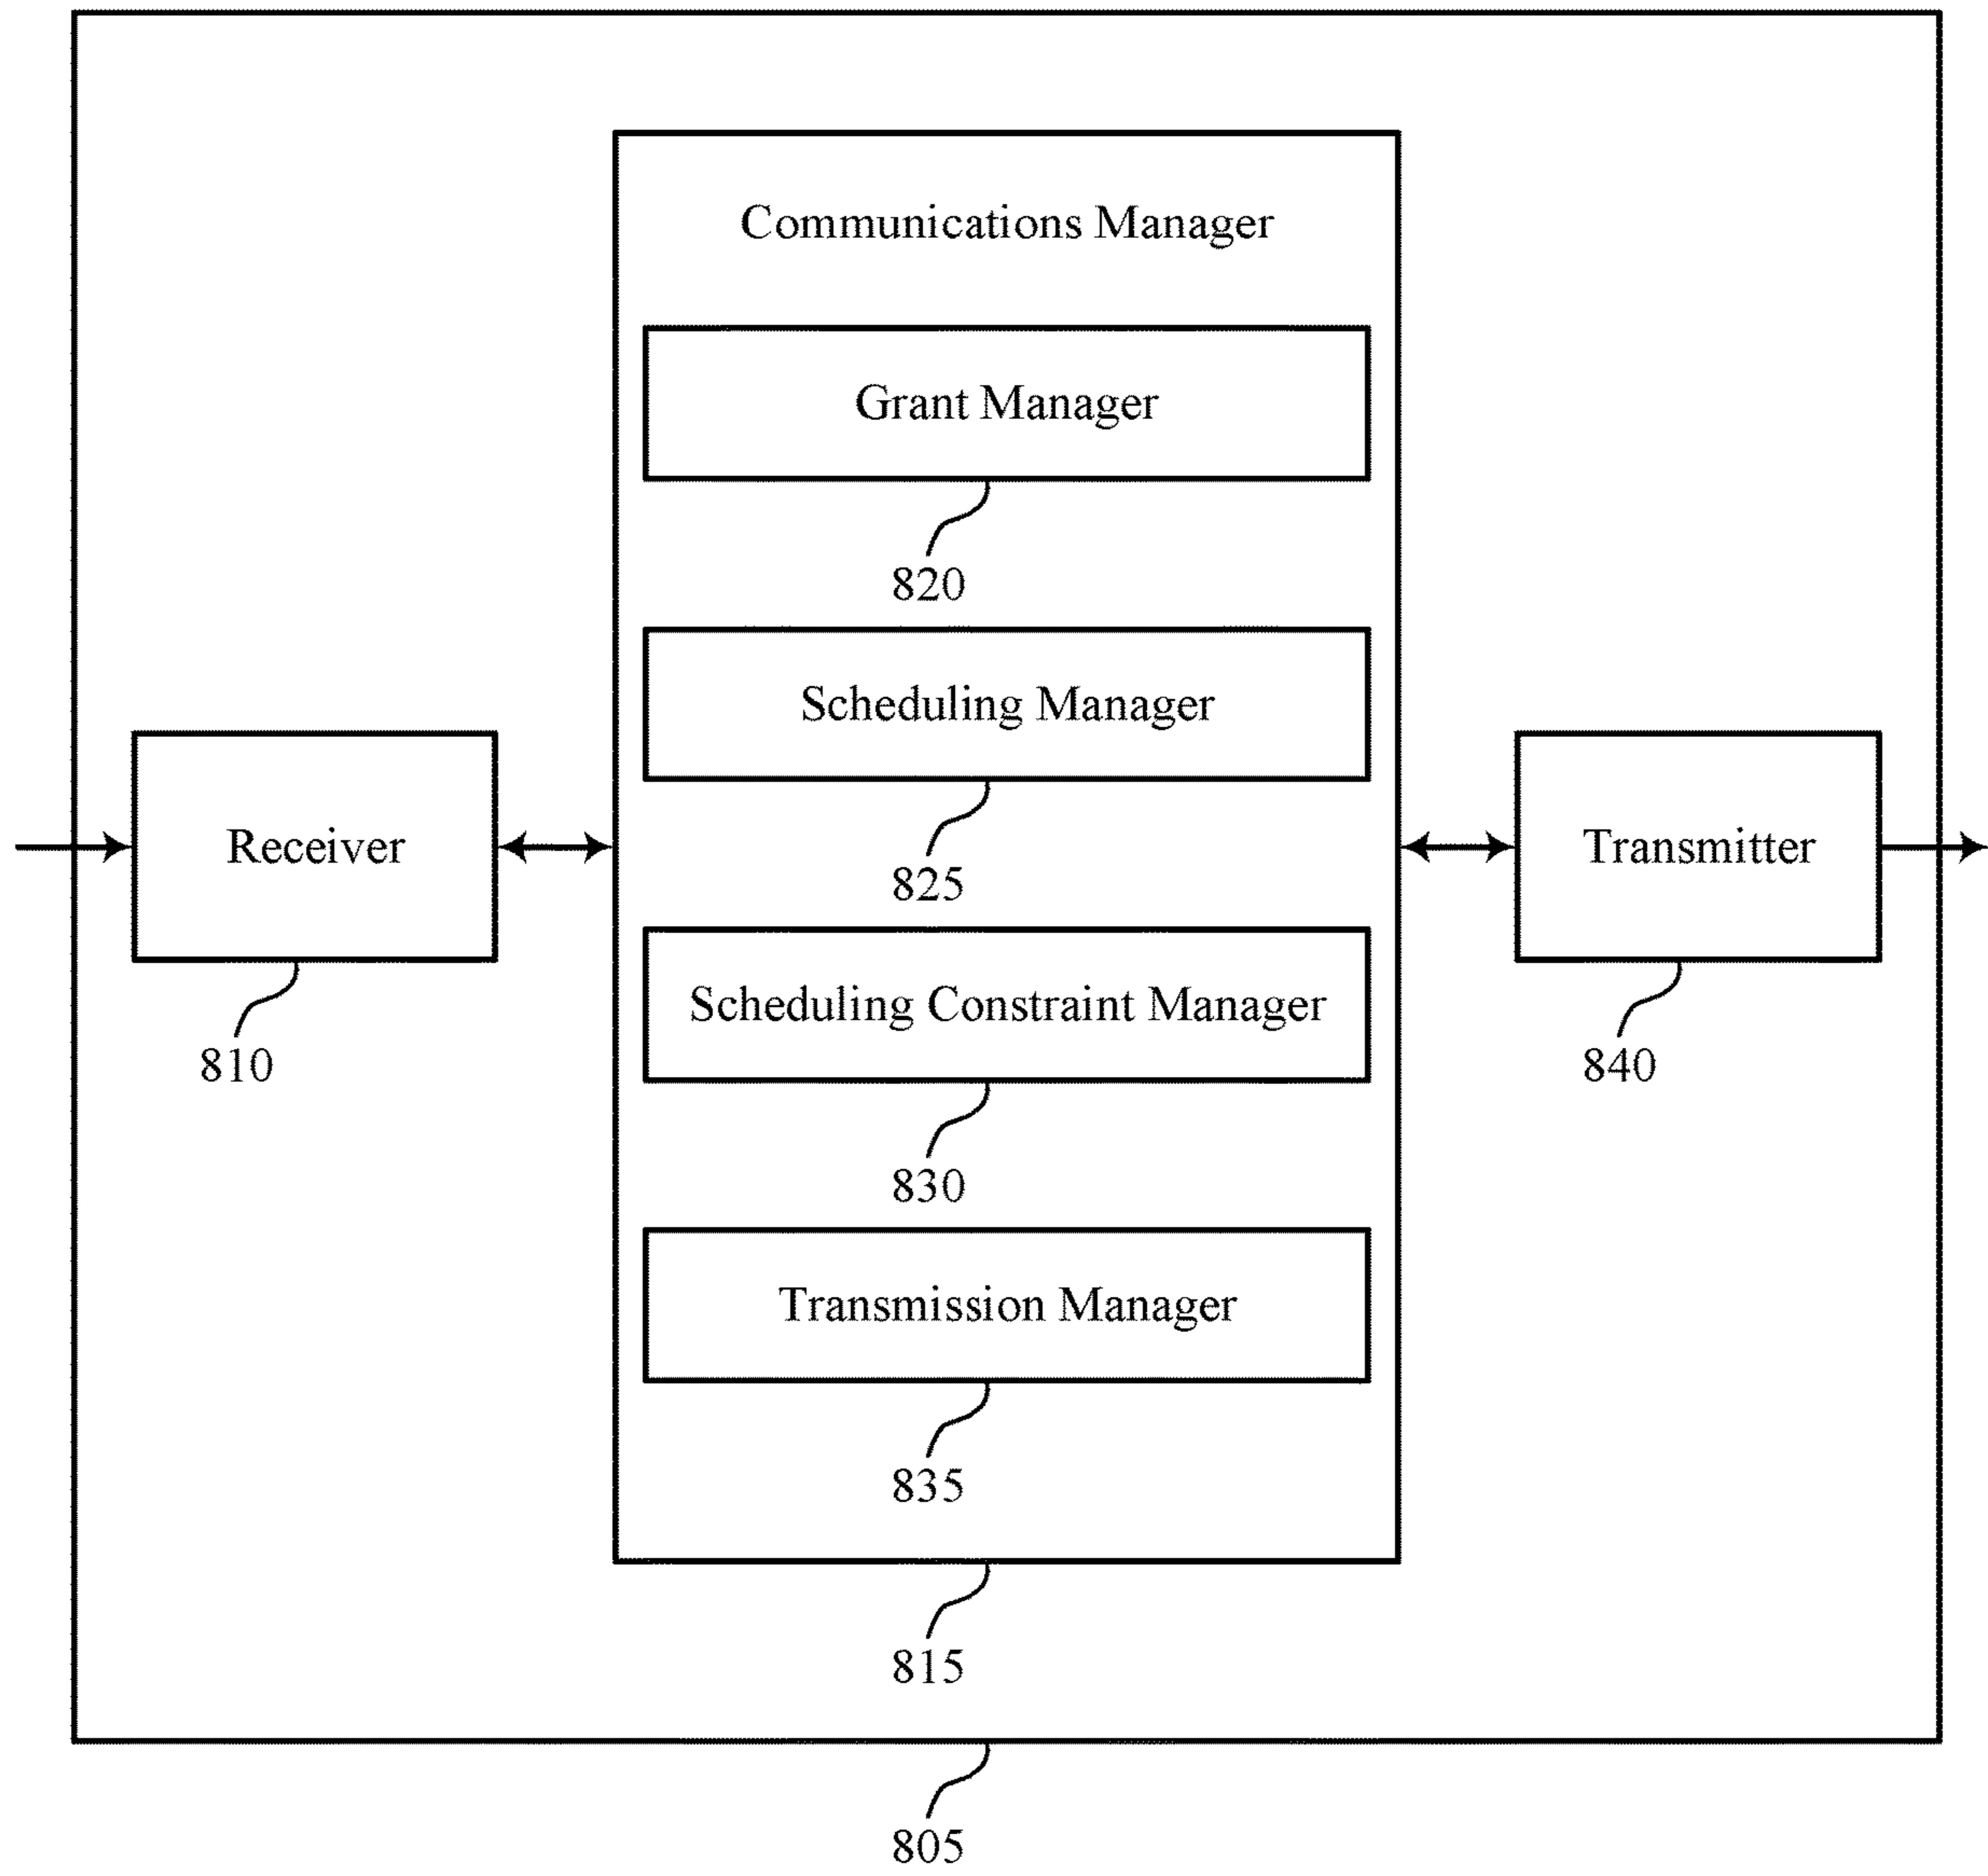 Communications Manager
Grant Manager
820
Scheduling Manager
825
Receiver
810
Scheduling Constraint Manager
830
Transmission Manager
835
815
Transmitter
840
805